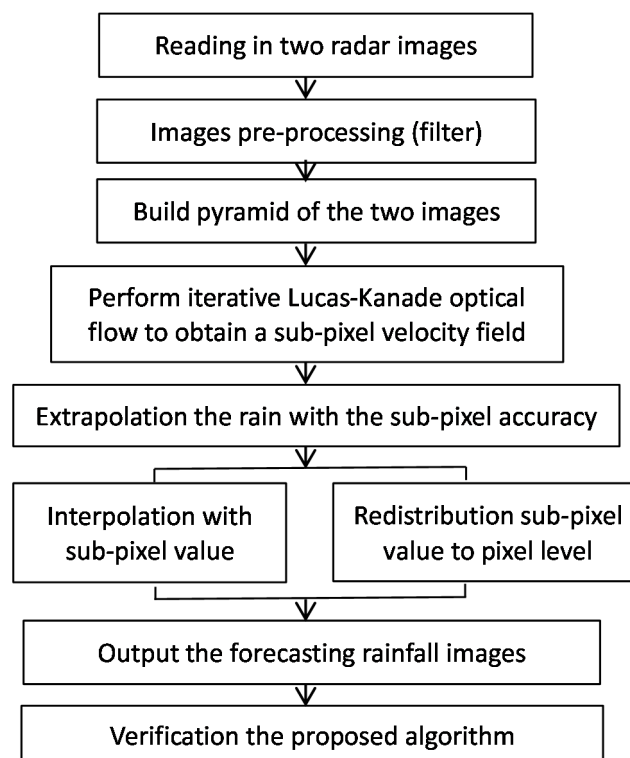 Reading in two radar images
Images pre-processing (filter)
Build pyramid of the two images
Perform iterative Lucas-Kanade optical
flow to obtain a sub-pixel velocity field
Extrapolation the rain with the sub-pixel accuracy
Interpolation with
sub-pixel value
Redistribution sub-pixel
value to pixel level
Output the forecasting rainfall images
Verification the proposed algorithm